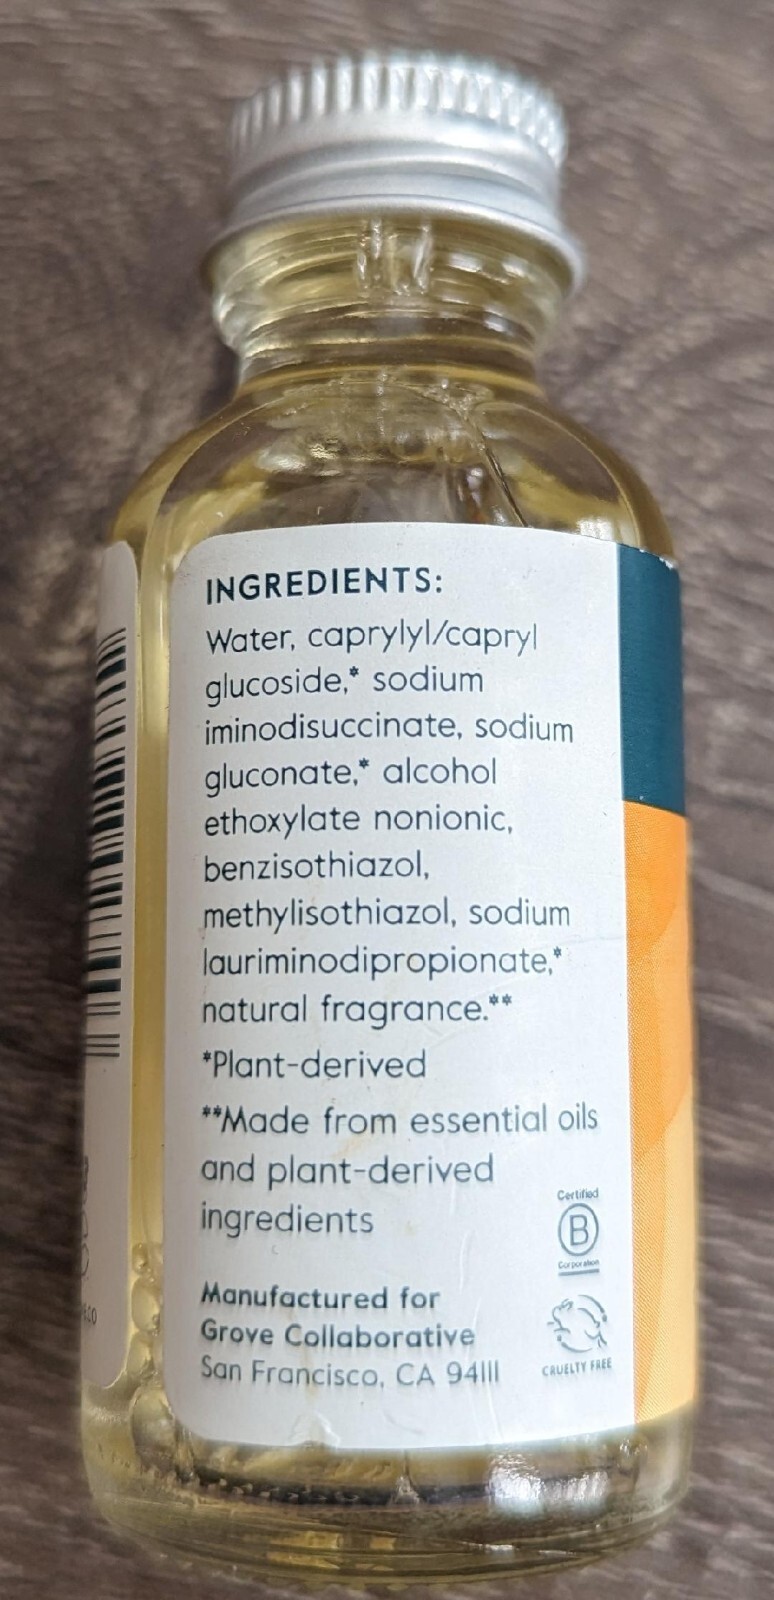 INGREDIENTS:
Water, caprylyl/capryl
glucoside,* sodium
iminodisuccinate, sodium
gluconate,* alcohol
ethoxylate nonionic,
benzisothiazol,
methylisothiazol, sodium
lauriminodipropionate,*
natural fragrance.**
*Plant-derived
**Made from essential oils
and plant-derived
ingredients
Certified
B
Corporation
Manufactured for
Grove Collaborative
San Francisco, CA 94111
CRUELTY FREE